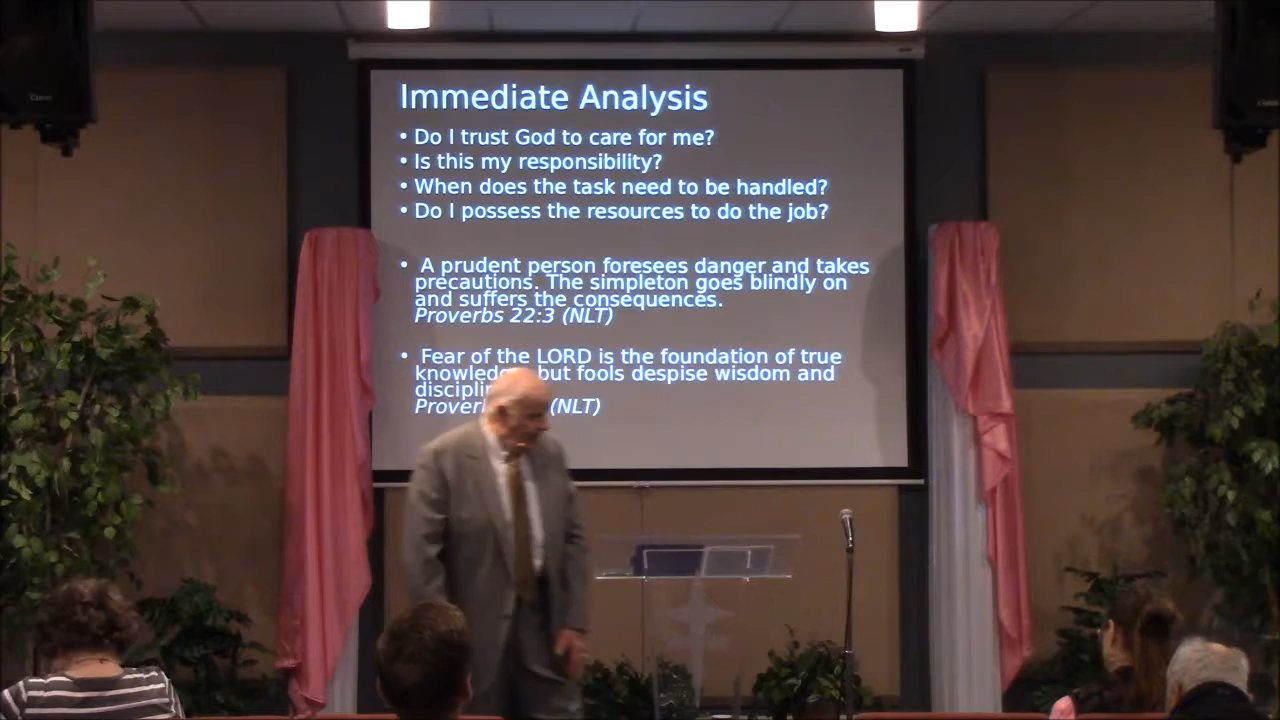 Immediate Analysis
• Do I trust God to care for me?
• Is this my responsibility?
• When does the task need to be handled?
• Do I possess the resources to do the job?
• A prudent person foresees danger and takes
precautions. The simpleton goes blindly on
and suffers the consequences.
Proverbs 22:3 (NLT)
• Fear of the LORD is the foundation of true
but fools despise wisdom and
(NLT)